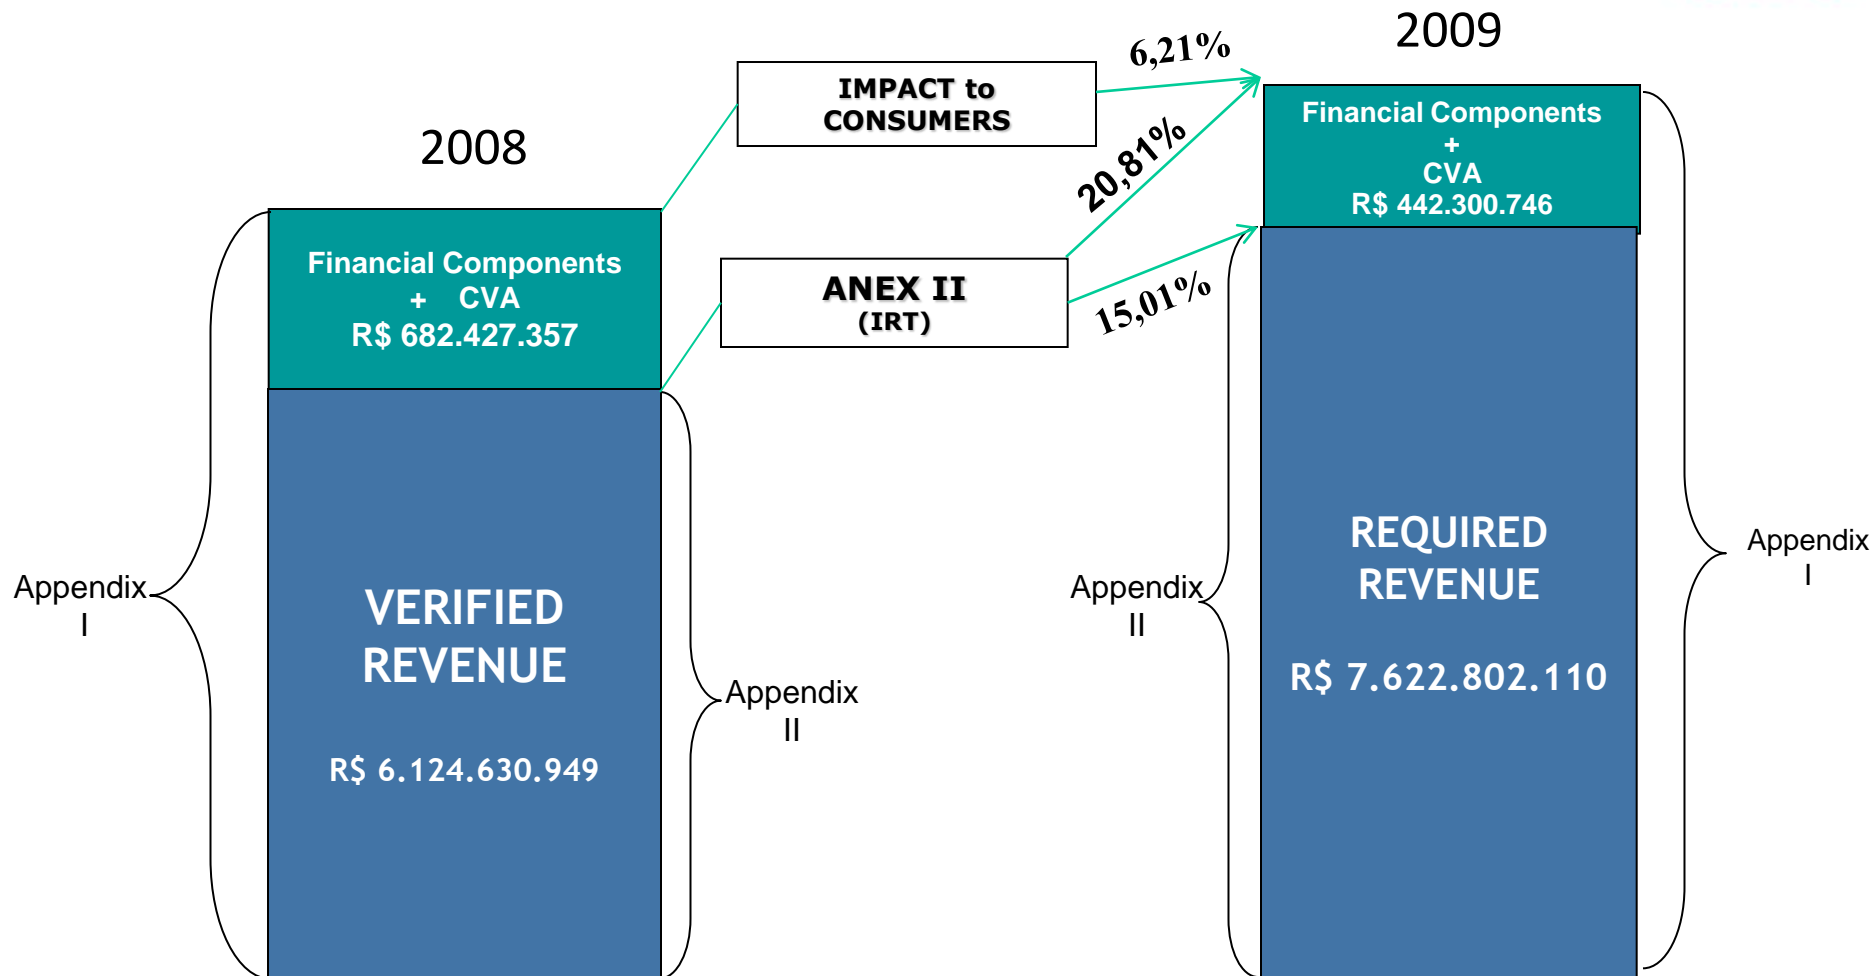 2008
Financial Components
+ CVA
R$ 682.427.357
VERIFIED
REVENUE
R$ 6.124.630.949
Appendix
I
Appendix
II
IMPACT to
CONSUMERS
6,21%
20,81%
ANEX II
(IRT)
15,01%
2009
Financial Components
+
CVA
R$ 442.300.746
REQUIRED
REVENUE
R$ 7.622.802.110
Appendix
II
Appendix
I